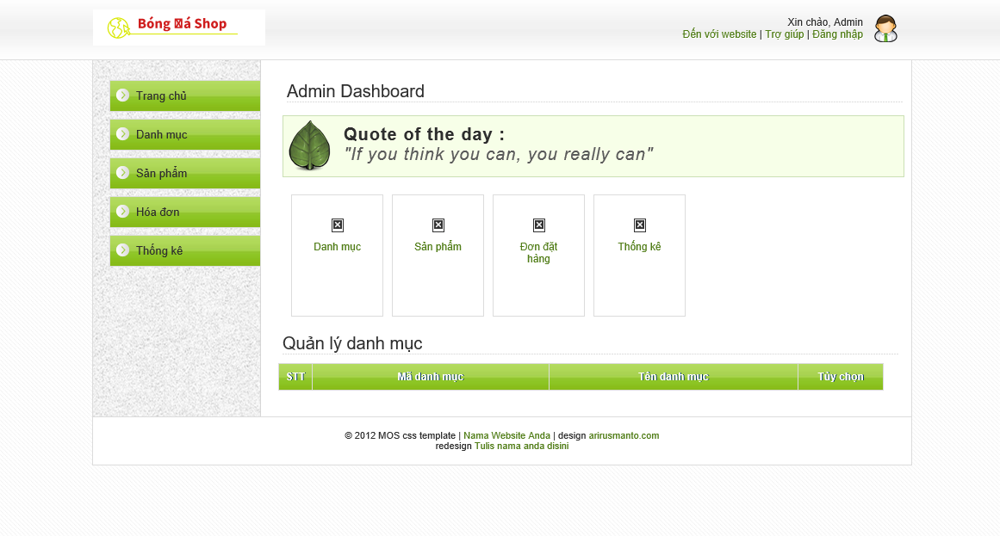 Bóng á Shop
Xin chào, Admin
Đến với website | Trợ giúp | Đăng nhập
Trang chủ
Danh mục
Sản phẩm
Hóa đơn
Thống kê
Admin Dashboard
Quote of the day :
"If you think you can, you really can"
Danh mục
Sản phẩm
Đơn đặt
hàng
Thống kê
Quản lý danh mục
STT Mã danh mục Tên danh mục Tùy chọn
© 2012 MOS css template | Nama Website Anda | design arirusmanto.com
redesign Tulis nama anda disini